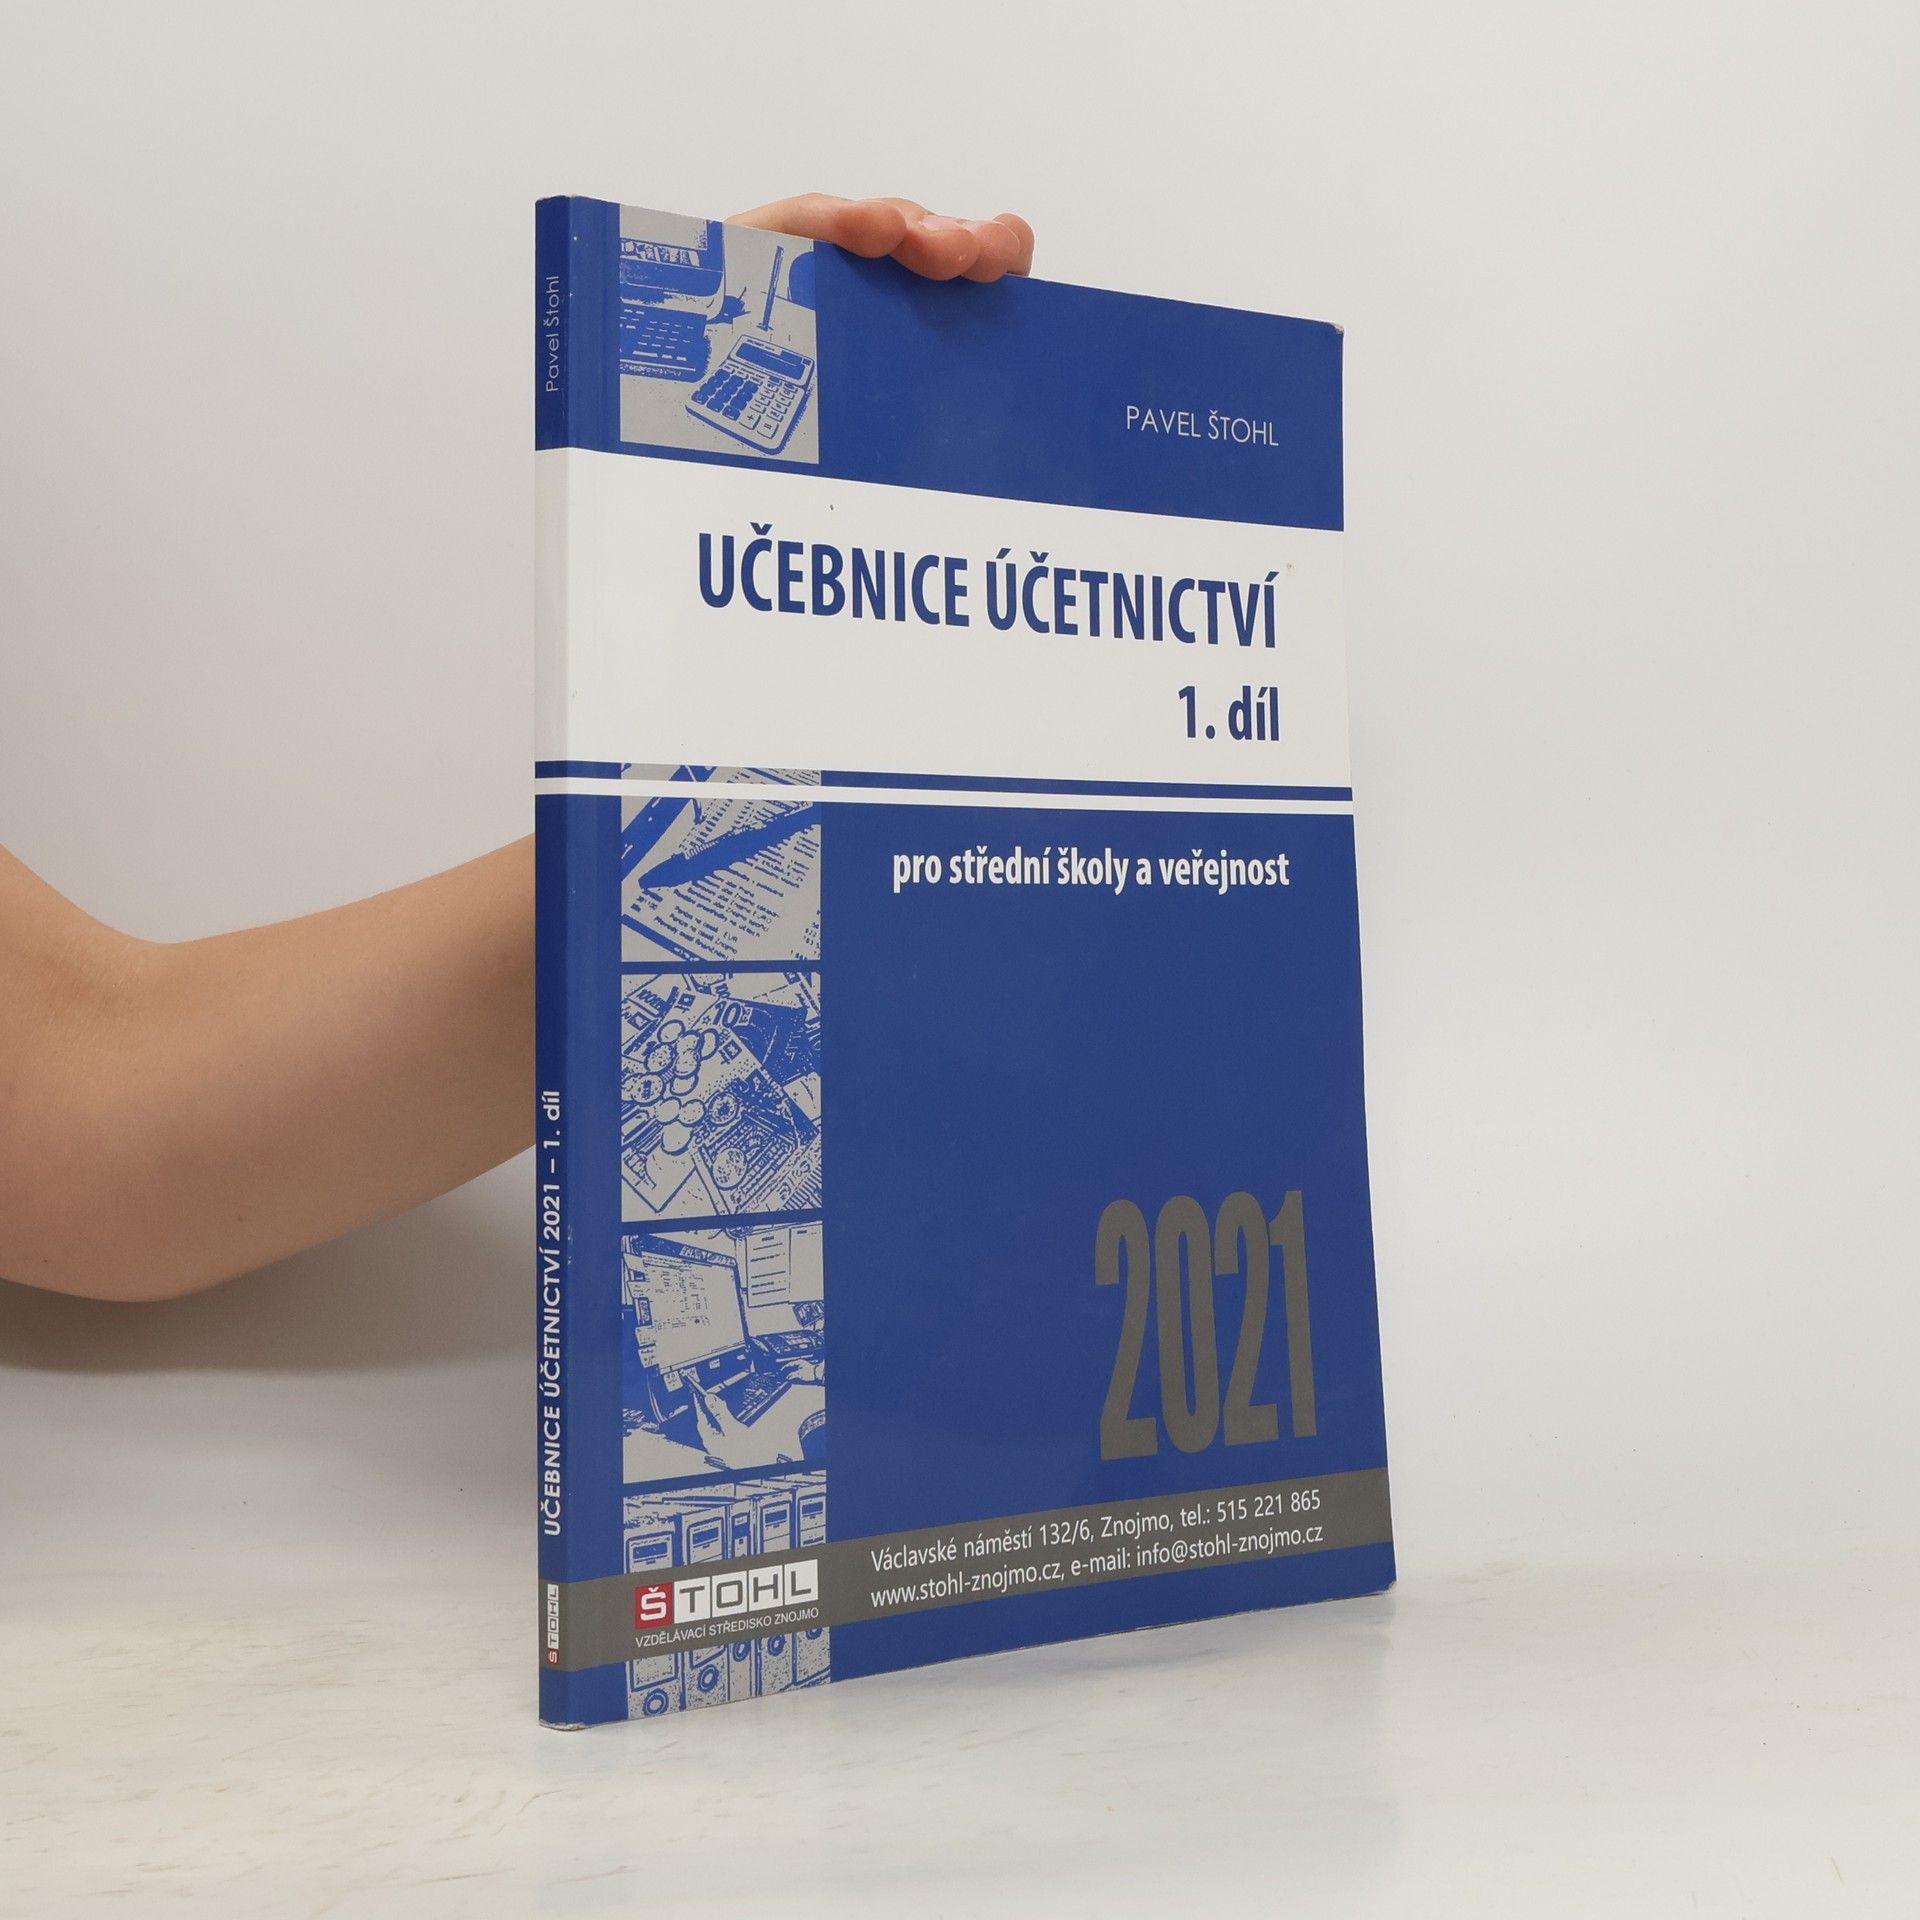 Pavel Štohl
UČEBNICE ÚČETNICTVÍ 2021 – 1. díl
ŠTOHL
PAVEL ŠTOHL
UČEBNICE ÚČETNICTVÍ
1. díl
pro střední školy a veřejnost
2021
ŠTOHL
VZDĚLÁVACÍ STŘEDISKO ZNOJMO
Václavské náměstí 132/6, Znojmo, tel.: 515 221 865
www.stohl-znojmo.cz, e-mail: info@stohl-znojmo.cz